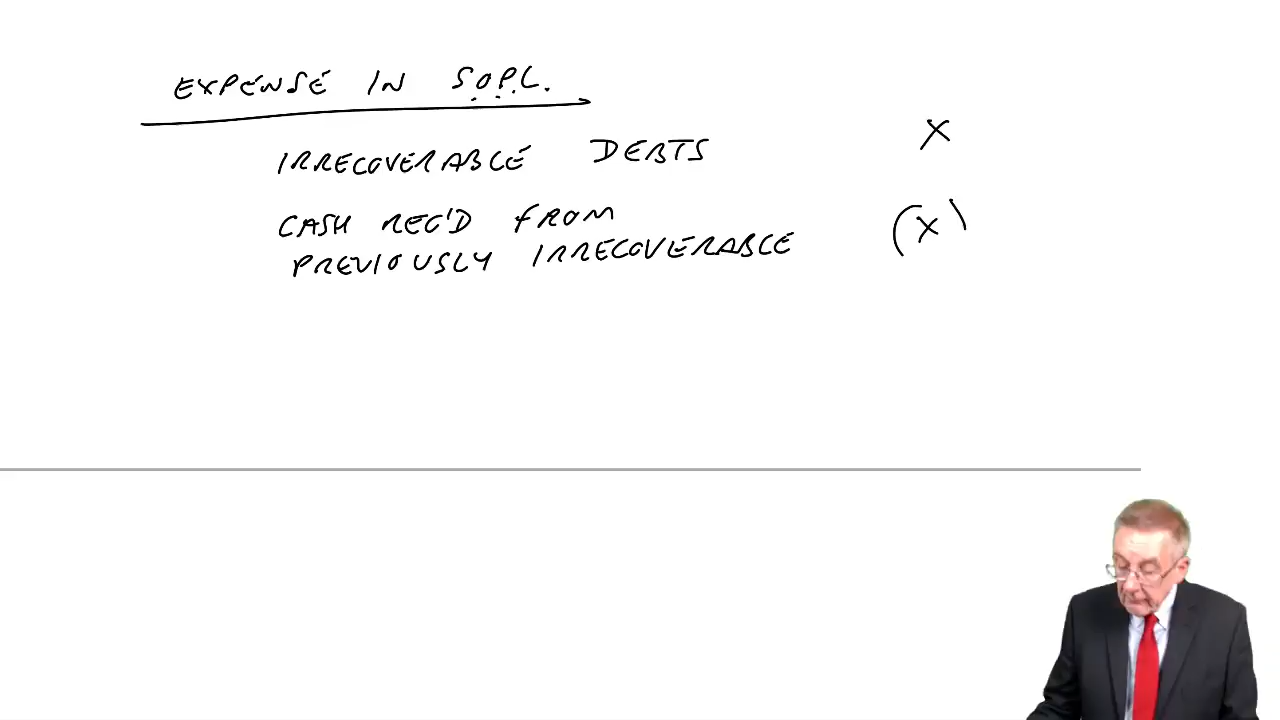 EXPENSE IN S.O.P.L.
IRRECOVERABLE DEBTS X
CASH REC'D FROM
PREVIOUSLY IRRECOVERABLE (X)